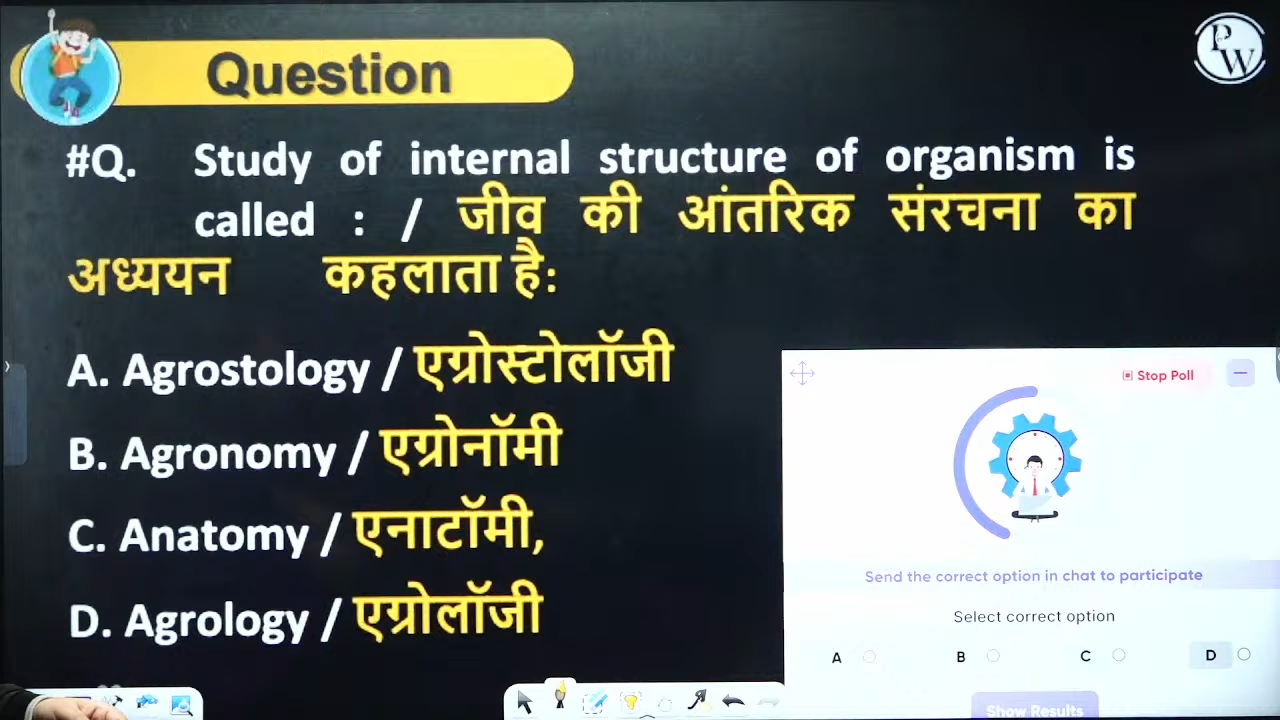 Question
PW
#Q. Study of internal structure of organism is
called : / जीव की आंतरिक संरचना का
अध्ययन कहलाता है:
A. Agrostology / एग्रोस्टोलॉजी
B. Agronomy / एग्रोनॉमी
C. Anatomy / एनाटॉमी,
D. Agrology / एग्रोलॉजी
Stop Poll
Send the correct option in chat to participate
Select correct option
A B C D
Show Results